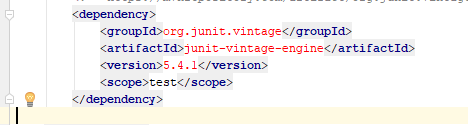 <dependency>
<groupId>org.junit.vintage</groupId>
<artifactId>junit-vintage-engine</artifactId>
<version>5.4.1</version>
<scope>test</scope>
</dependency>